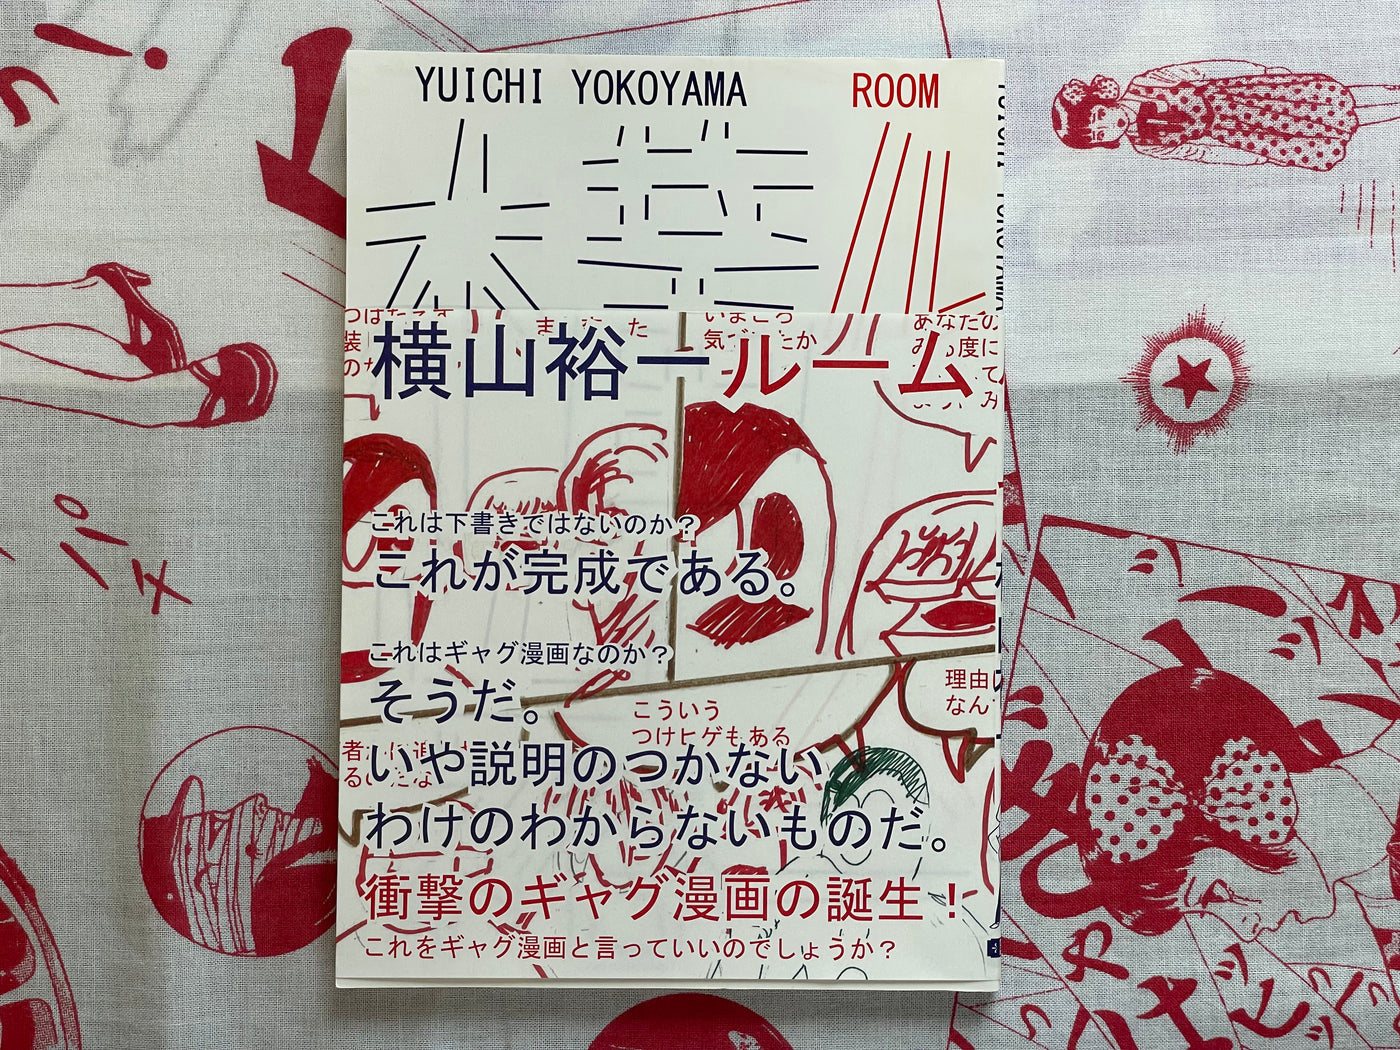 YUICHI YOKOYAMA ROOM
横山裕一ルーム
これは下書きではないのか？
これが完成である。
これはギャグ漫画なのか？
そうだ。
こういう
つけヒゲもある
理由
なん
いや説明のつかない
わけのわからないものだ。
衝撃のギャグ漫画の誕生！
これをギャグ漫画と言っていいのでしょうか？